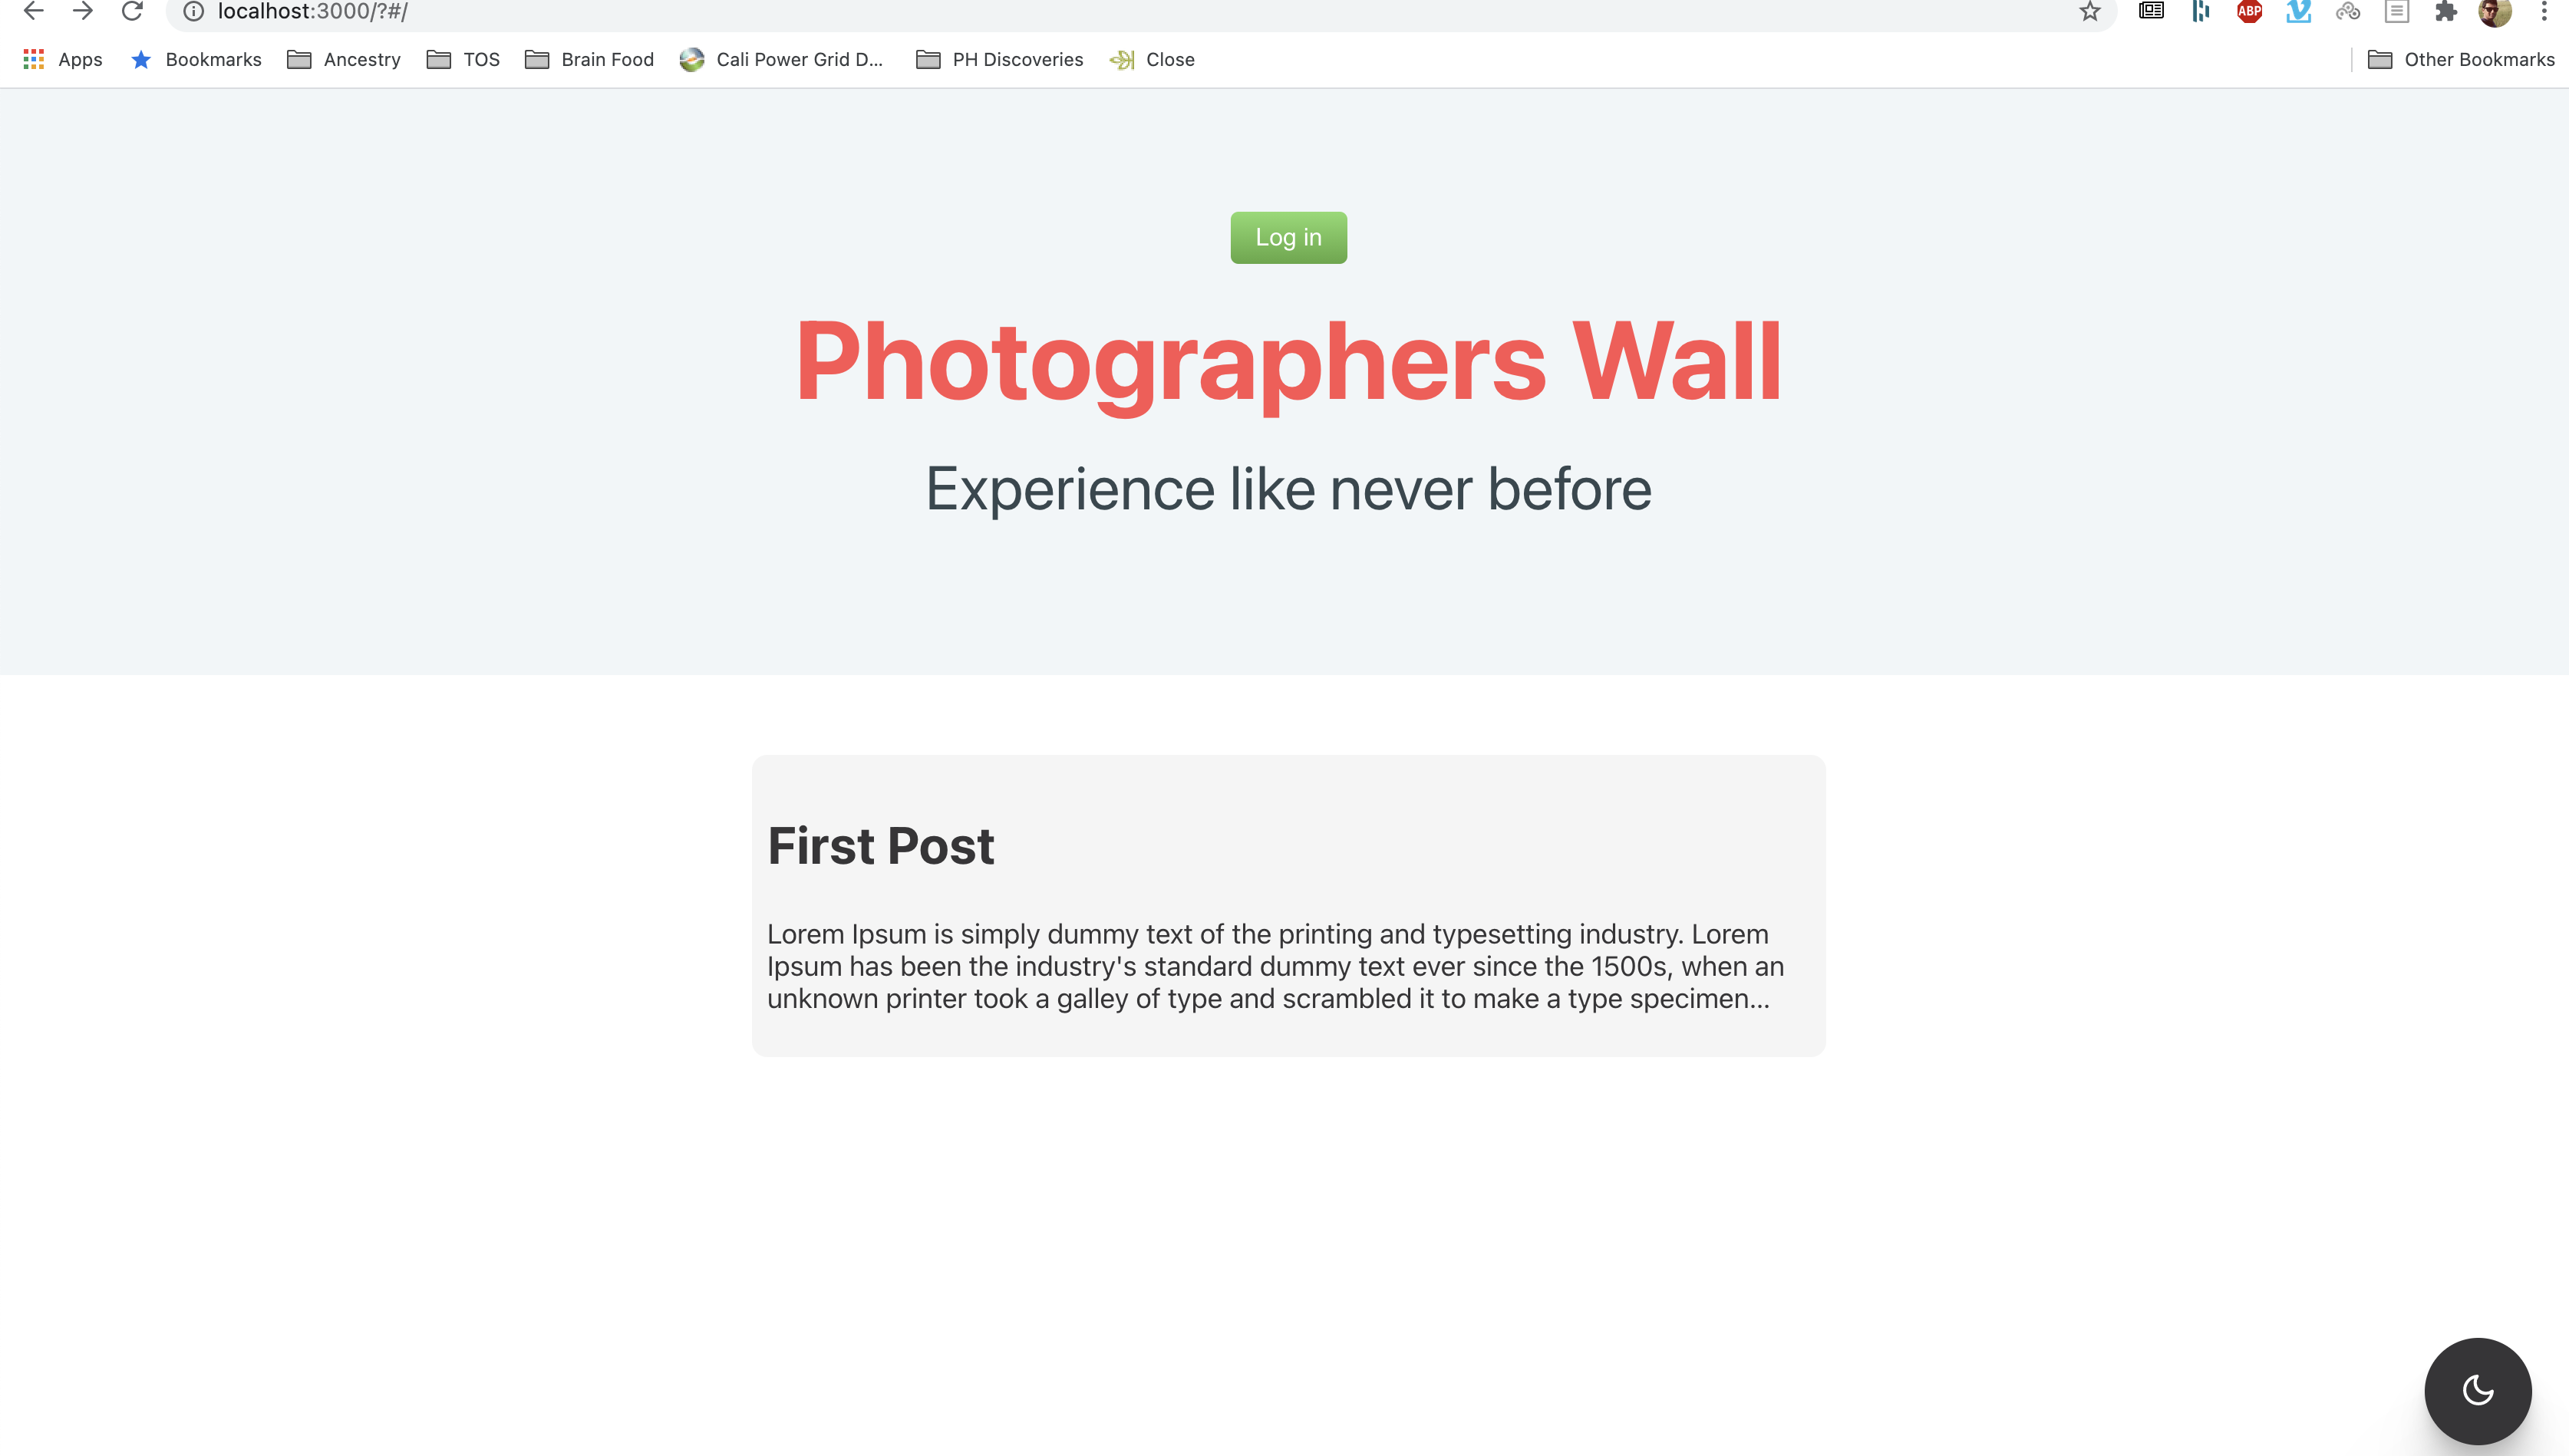 localhost:3000/?#/
ABP
Apps Bookmarks Ancestry TOS Brain Food Cali Power Grid D... PH Discoveries Close Other Bookmarks
Log in
Photographers Wall
Experience like never before
First Post
Lorem Ipsum is simply dummy text of the printing and typesetting industry. Lorem
Ipsum has been the industry's standard dummy text ever since the 1500s, when an
unknown printer took a galley of type and scrambled it to make a type specimen...